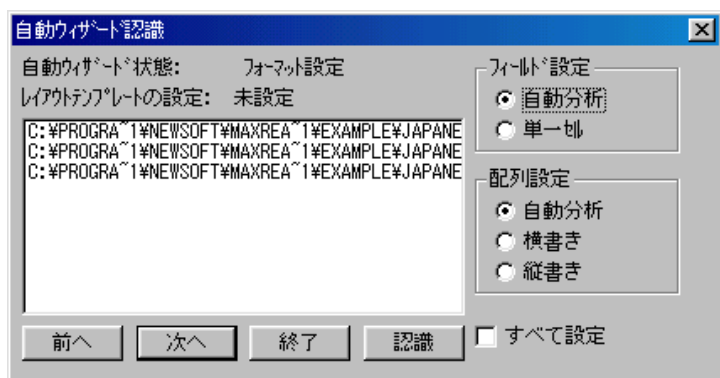 自動ウィザード認識
自動ウィザード状態: フォーマット設定
レイアウトテンプレートの設定: 未設定
C:¥PROGRA~1¥NEWSOFT¥MAXREA~1¥EXAMPLE¥JAPANE
C:¥PROGRA~1¥NEWSOFT¥MAXREA~1¥EXAMPLE¥JAPANE
C:¥PROGRA~1¥NEWSOFT¥MAXREA~1¥EXAMPLE¥JAPANE
フィールド設定
自動分析
単一セル
配列設定
自動分析
横書き
縦書き
すべて設定
前へ 次へ 終了 認識